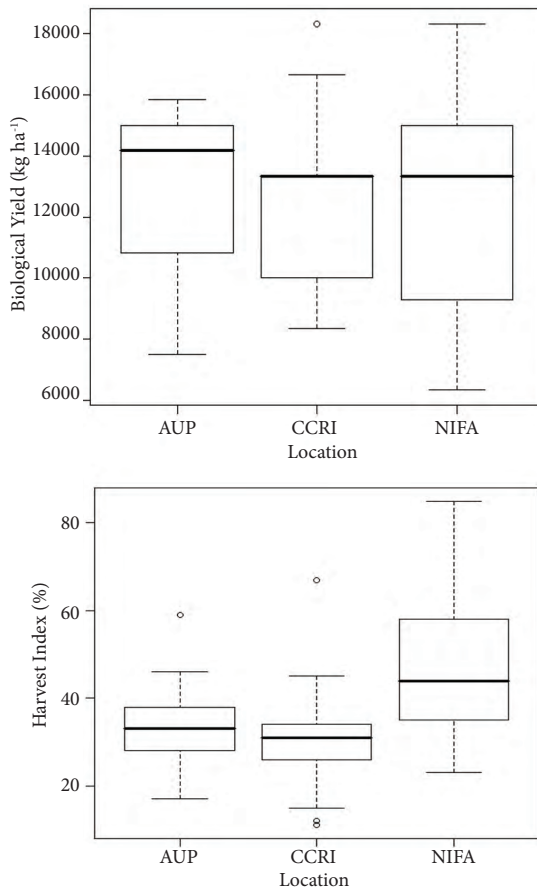 Biological Yield (kg ha⁻¹)
18000
16000
14000
12000
10000
8000
6000
AUP CCRI NIFA
Location
Harvest Index (%)
80
60
40
20
AUP CCRI NIFA
Location